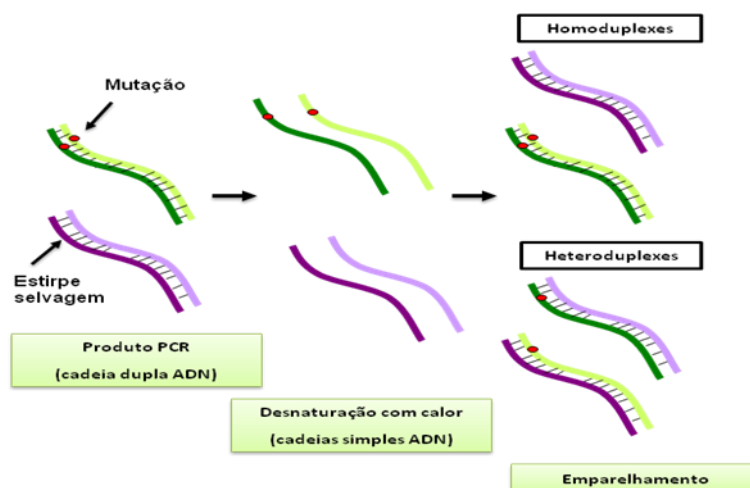 Mutação
Estirpe
selvagem
Produto PCR
(cadeia dupla ADN)
Desnaturação com calor
(cadeias simples ADN)
Homoduplexes
Heteroduplexes
Emparelhamento